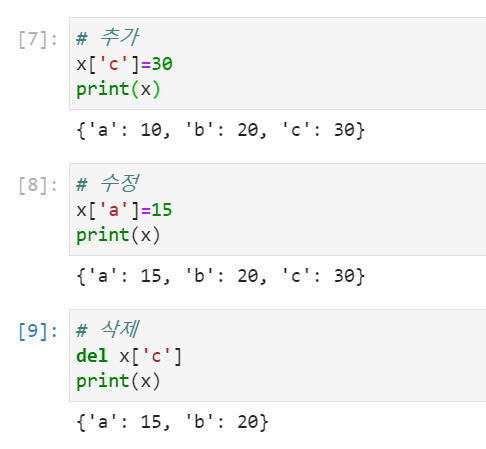 [7]: # 추가
x['c']=30
print(x)
{'a': 10, 'b': 20, 'c': 30}
[8]: # 수정
x['a']=15
print(x)
{'a': 15, 'b': 20, 'c': 30}
[9]: # 삭제
del x['c']
print(x)
{'a': 15, 'b': 20}